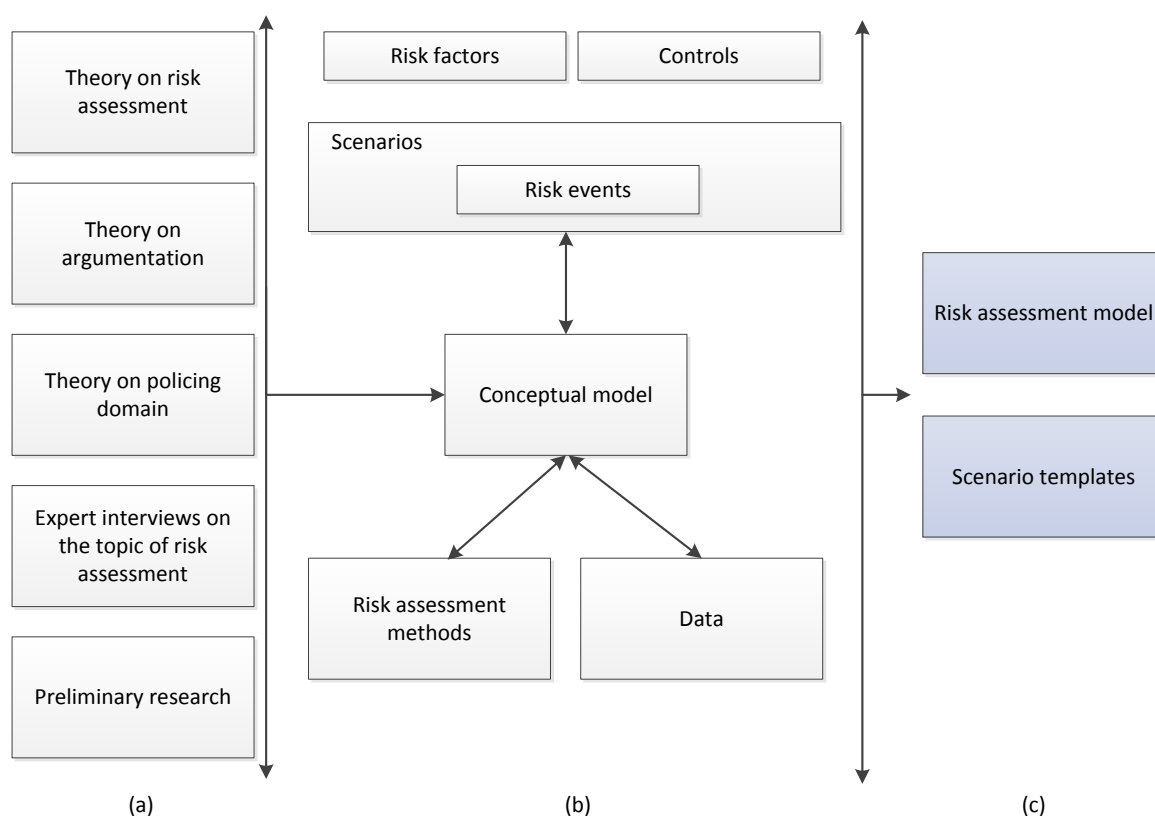 Theory on risk
assessment
Theory on
argumentation
Theory on policing
domain
Expert interviews on
the topic of risk
assessment
Preliminary research
(a)
Risk factors
Controls
Scenarios
Risk events
Conceptual model
Risk assessment
methods
Data
(b)
Risk assessment model
Scenario templates
(c)